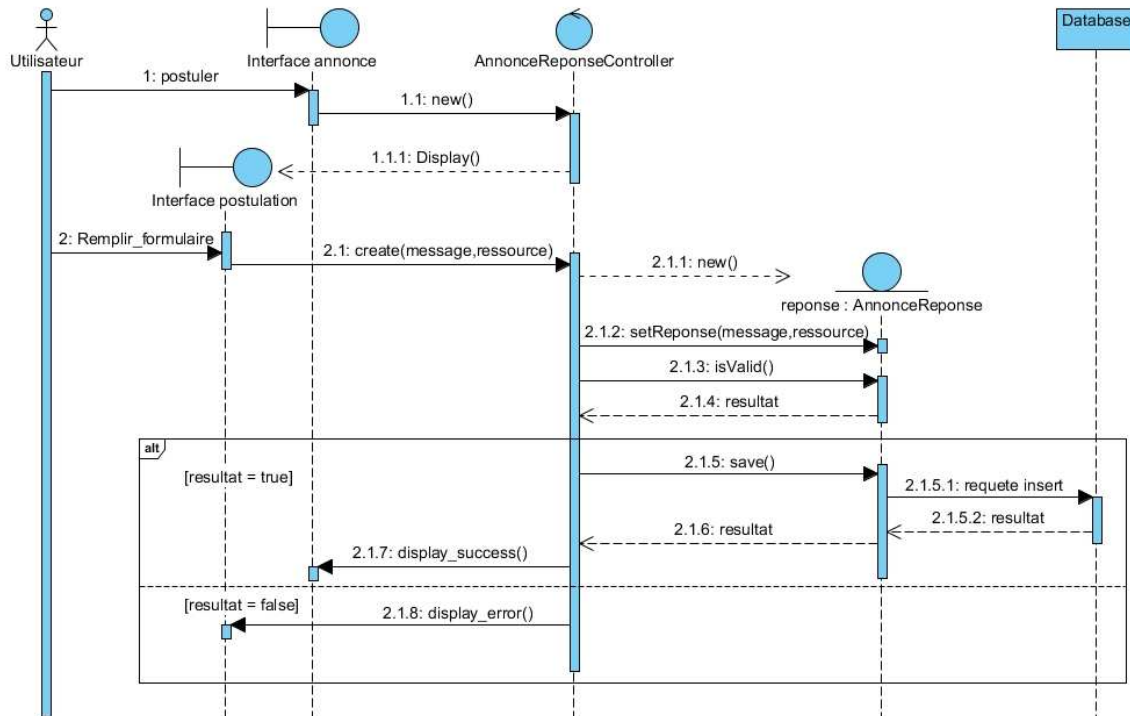 Database
Utilisateur
Interface annonce
AnnonceReponseController
1: postuler
1.1: new()
1.1.1: Display()
Interface postulation
2: Remplir_formulaire
2.1: create(message,ressource)
2.1.1: new()
reponse : AnnonceReponse
2.1.2: setReponse(message,ressource)
2.1.3: isValid()
2.1.4: resultat
alt
[resultat = true]
2.1.5: save()
2.1.5.1: requete insert
2.1.5.2: resultat
2.1.6: resultat
2.1.7: display_success()
[resultat = false]
2.1.8: display_error()